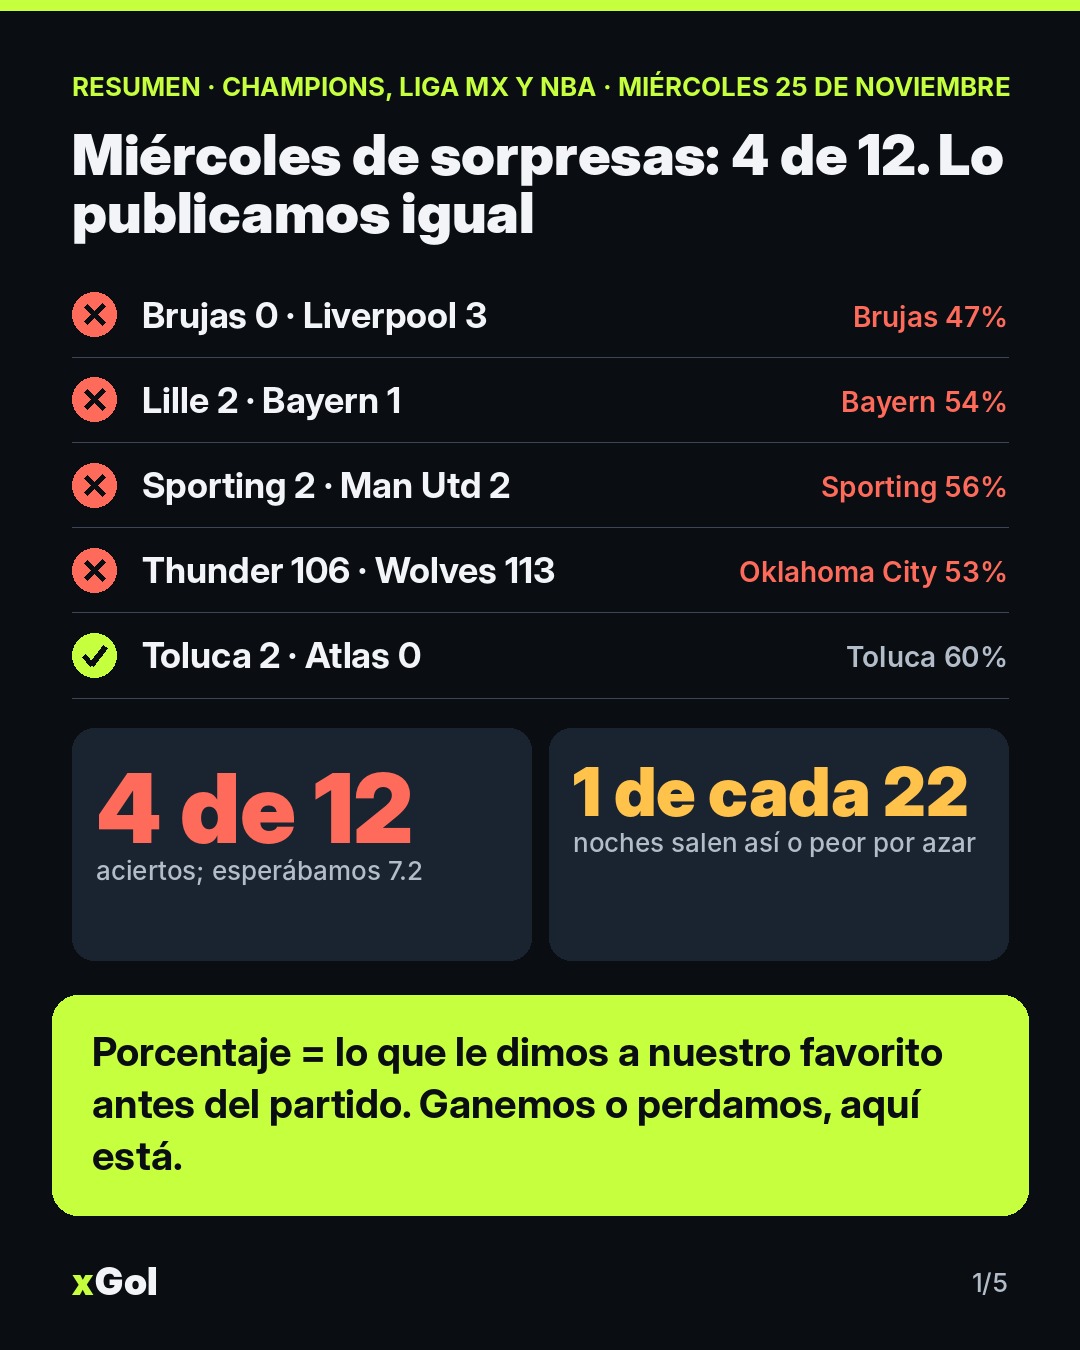 RESUMEN · CHAMPIONS, LIGA MX Y NBA · MIÉRCOLES 25 DE NOVIEMBRE
Miércoles de sorpresas: 4 de 12. Lo
publicamos igual
Brujas 0 · Liverpool 3 Brujas 47%
Lille 2 · Bayern 1 Bayern 54%
Sporting 2 · Man Utd 2 Sporting 56%
Thunder 106 · Wolves 113 Oklahoma City 53%
Toluca 2 · Atlas 0 Toluca 60%
4 de 12
aciertos; esperábamos 7.2
1 de cada 22
noches salen así o peor por azar
Porcentaje = lo que le dimos a nuestro favorito
antes del partido. Ganemos o perdamos, aquí
está.
xGol 1/5